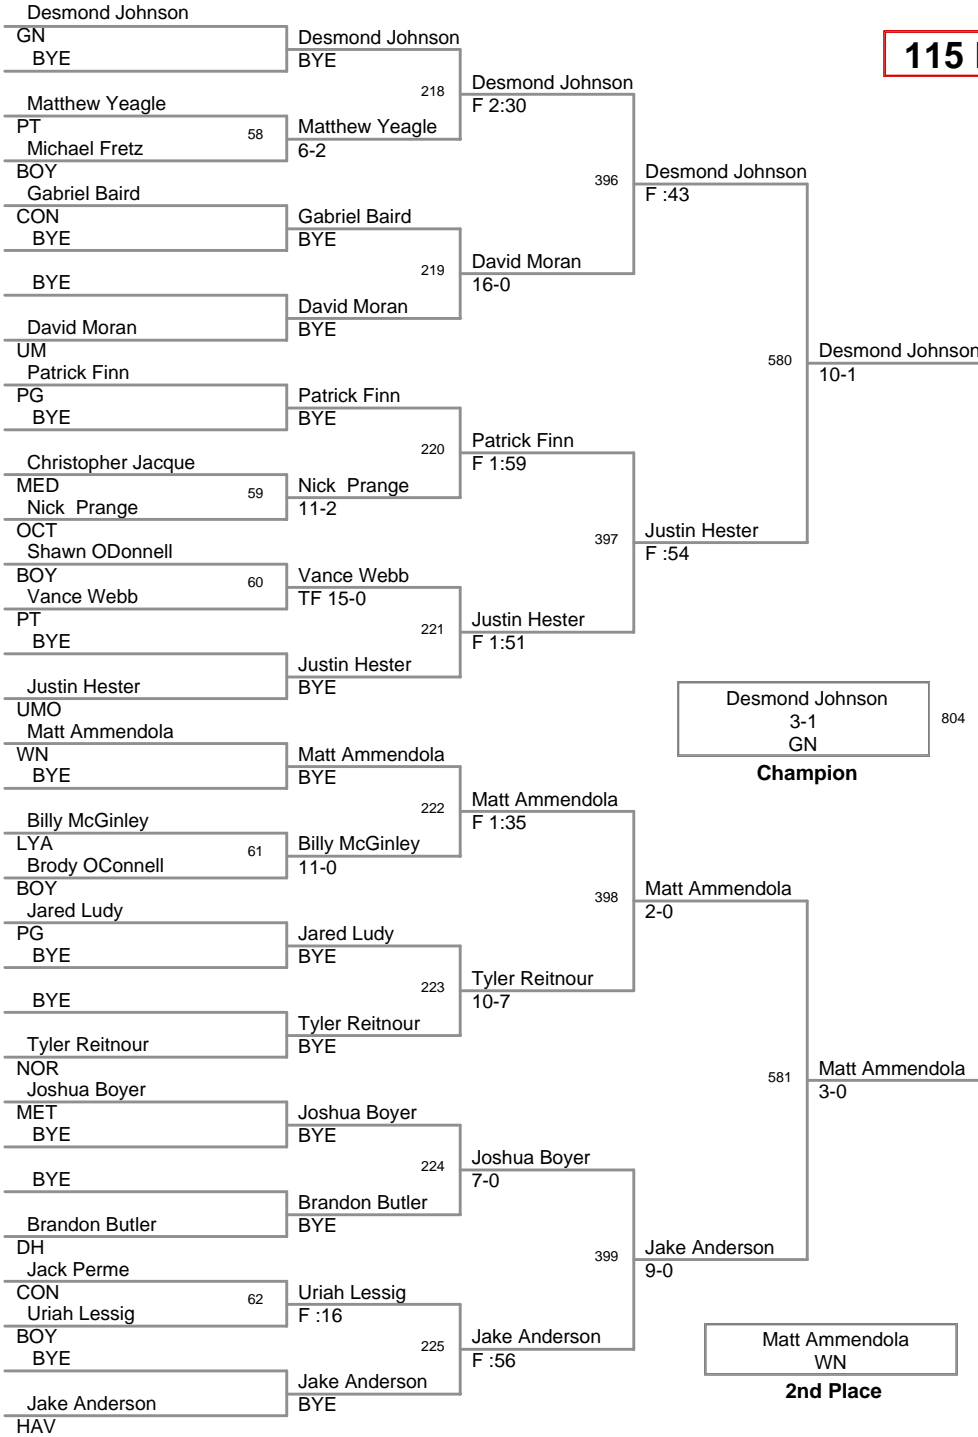 Desmond Johnson
GN
BYE
Desmond Johnson
BYE
115
218
Desmond Johnson
F 2:30
Matthew Yeagle
PT
Michael Fretz
BOY
58
Matthew Yeagle
6-2
396
Desmond Johnson
F :43
Gabriel Baird
CON
BYE
Gabriel Baird
BYE
219
David Moran
16-0
BYE
David Moran
UM
David Moran
BYE
580
Desmond Johnson
10-1
Patrick Finn
PG
BYE
Patrick Finn
BYE
220
Patrick Finn
F 1:59
Christopher Jacque
MED
Nick Prange
OCT
59
Nick Prange
11-2
397
Justin Hester
F :54
Shawn ODonnell
BOY
Vance Webb
PT
60
Vance Webb
TF 15-0
221
Justin Hester
F 1:51
BYE
Justin Hester
UMO
Justin Hester
BYE
Desmond Johnson
3-1
GN
804
Champion
Matt Ammendola
WN
BYE
Matt Ammendola
BYE
222
Matt Ammendola
F 1:35
Billy McGinley
LYA
Brody OConnell
BOY
61
Billy McGinley
11-0
398
Matt Ammendola
2-0
Jared Ludy
PG
BYE
Jared Ludy
BYE
223
Tyler Reitnour
10-7
BYE
Tyler Reitnour
NOR
Tyler Reitnour
BYE
581
Matt Ammendola
3-0
Joshua Boyer
MET
BYE
Joshua Boyer
BYE
224
Joshua Boyer
7-0
BYE
Brandon Butler
DH
Brandon Butler
BYE
399
Jake Anderson
9-0
Jack Perme
CON
Uriah Lessig
BOY
62
Uriah Lessig
F :16
225
Jake Anderson
F :56
BYE
Jake Anderson
HAV
Jake Anderson
BYE
Matt Ammendola
WN
2nd Place